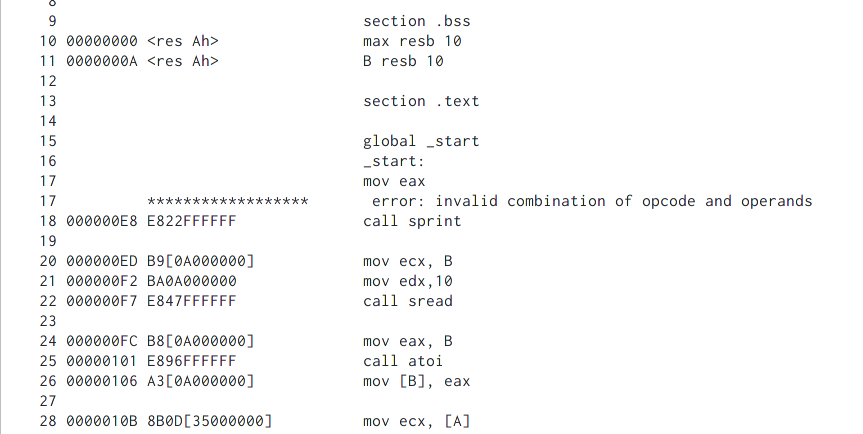 8
9 section .bss
10 00000000 <res Ah> max resb 10
11 0000000A <res Ah> B resb 10
12
13 section .text
14
15 global _start
16 _start:
17 mov eax
17 ****************** error: invalid combination of opcode and operands
18 000000E8 E822FFFFFF call sprint
19
20 000000ED B9[0A000000] mov ecx, B
21 000000F2 BA0A000000 mov edx,10
22 000000F7 E847FFFFFF call sread
23
24 000000FC B8[0A000000] mov eax, B
25 00000101 E896FFFFFF call atoi
26 00000106 A3[0A000000] mov [B], eax
27
28 0000010B 8B0D[35000000] mov ecx, [A]